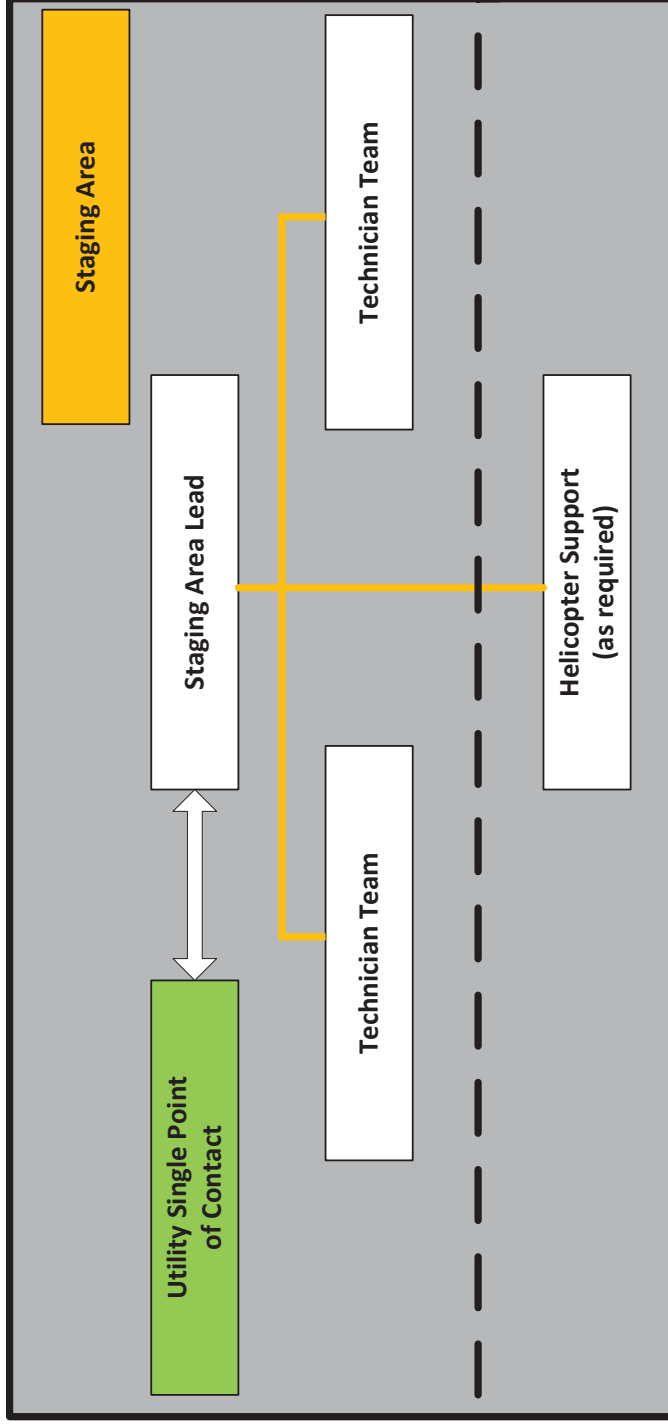 Staging Area
Utility Single Point
of Contact
Staging Area Lead
Technician Team
Technician Team
Helicopter Support
(as required)